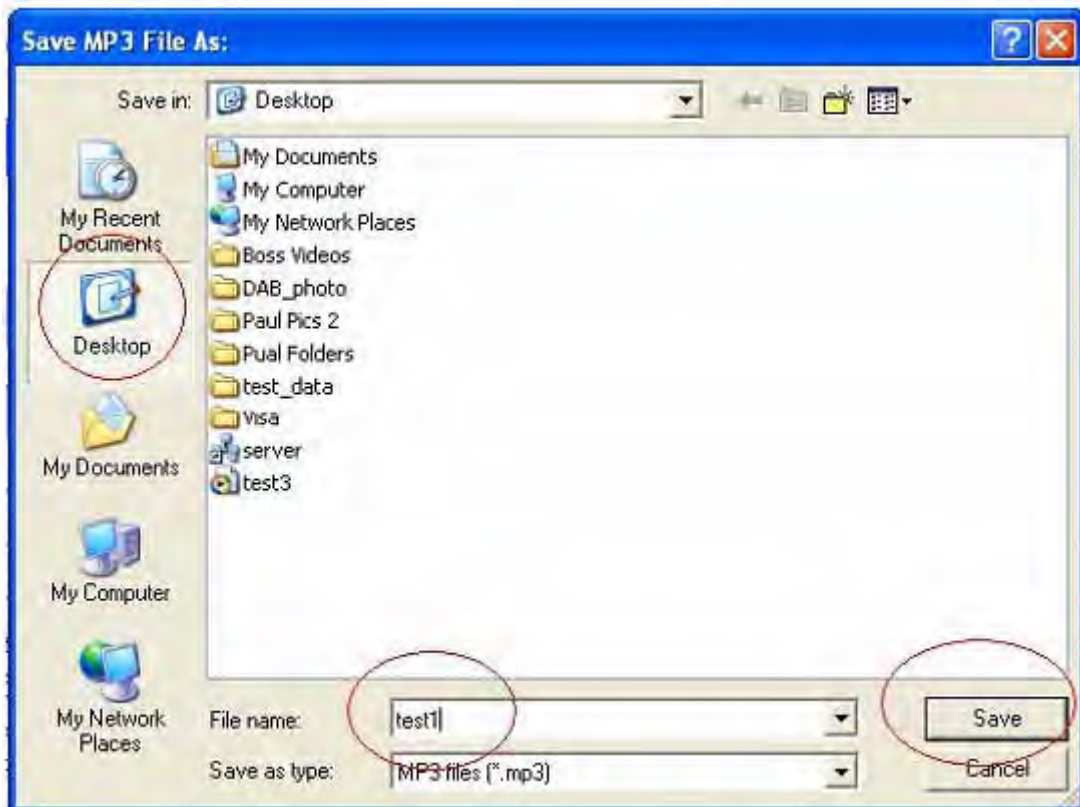 Save MP3 File As:
Save in:
Desktop
My Recent
Documents
Desktop
My Documents
My Computer
My Network
Places
My Documents
My Computer
My Network Places
Boss Videos
DAB_photo
Paul Pics 2
Pual Folders
test_data
Visa
server
test3
File name:
test1
Save
Save as type:
MP3 files (*.mp3)
Cancel